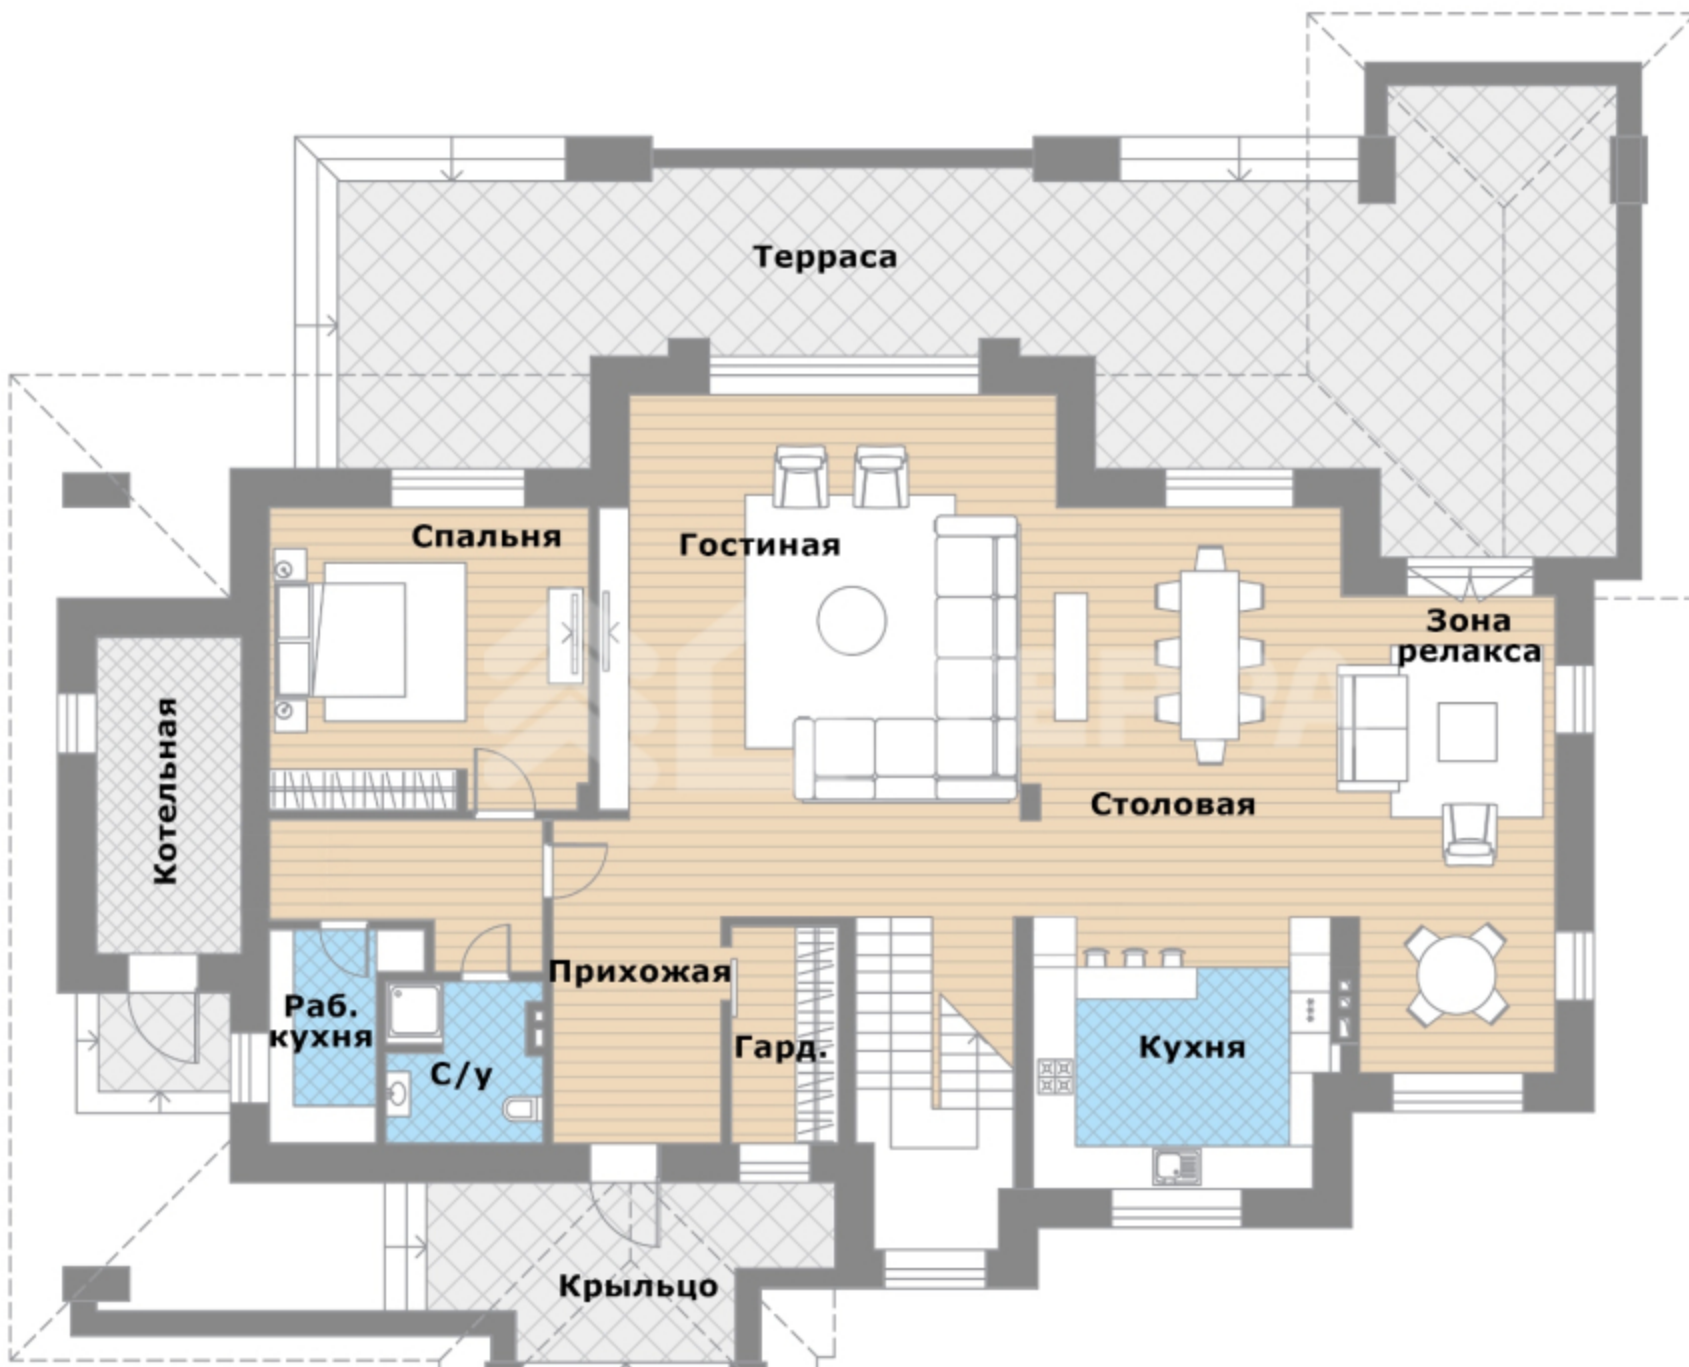 Терраса
Спальня
Гостиная
Зона
релакса
Котельная
Столовая
Прихожая
Раб.
кухня
С/у
Гард.
Кухня
Крыльцо